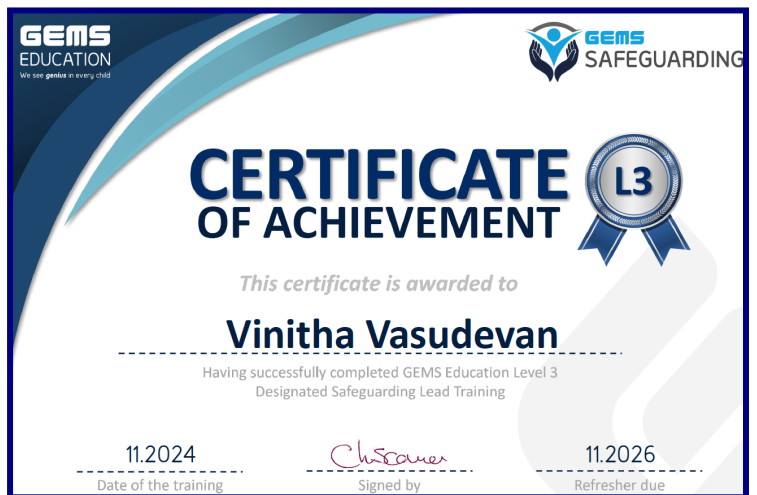 GEMS
EDUCATION
We see genius in every child
GEMS
SAFEGUARDING
CERTIFICATE
OF ACHIEVEMENT
L3
This certificate is awarded to
Vinitha Vasudevan
Having successfully completed GEMS Education Level 3
Designated Safeguarding Lead Training
11.2024
11.2026
Date of the training
Signed by
Refresher due